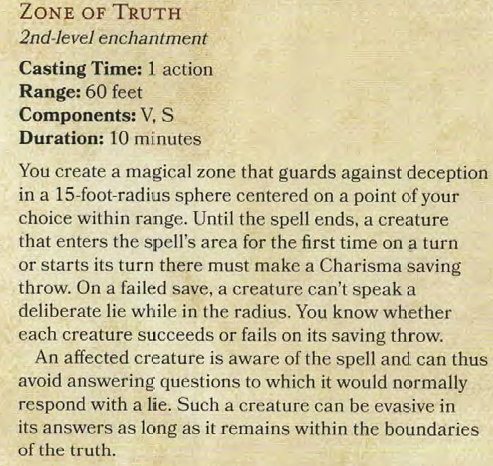 ZONE OF TRUTH
2nd-level enchantment
Casting Time: 1 action
Range: 60 feet
Components: V, S
Duration: 10 minutes
You create a magical zone that guards against deception
in a 15-foot-radius sphere centered on a point of your
choice within range. Until the spell ends, a creature
that enters the spell's area for the first time on a turn
or starts its turn there must make a Charisma saving
throw. On a failed save, a creature can't speak a
deliberate lie while in the radius. You know whether
each creature succeeds or fails on its saving throw.
An affected creature is aware of the spell and can thus
avoid answering questions to which it would normally
respond with a lie. Such a creature can be evasive in
its answers as long as it remains within the boundaries
of the truth.